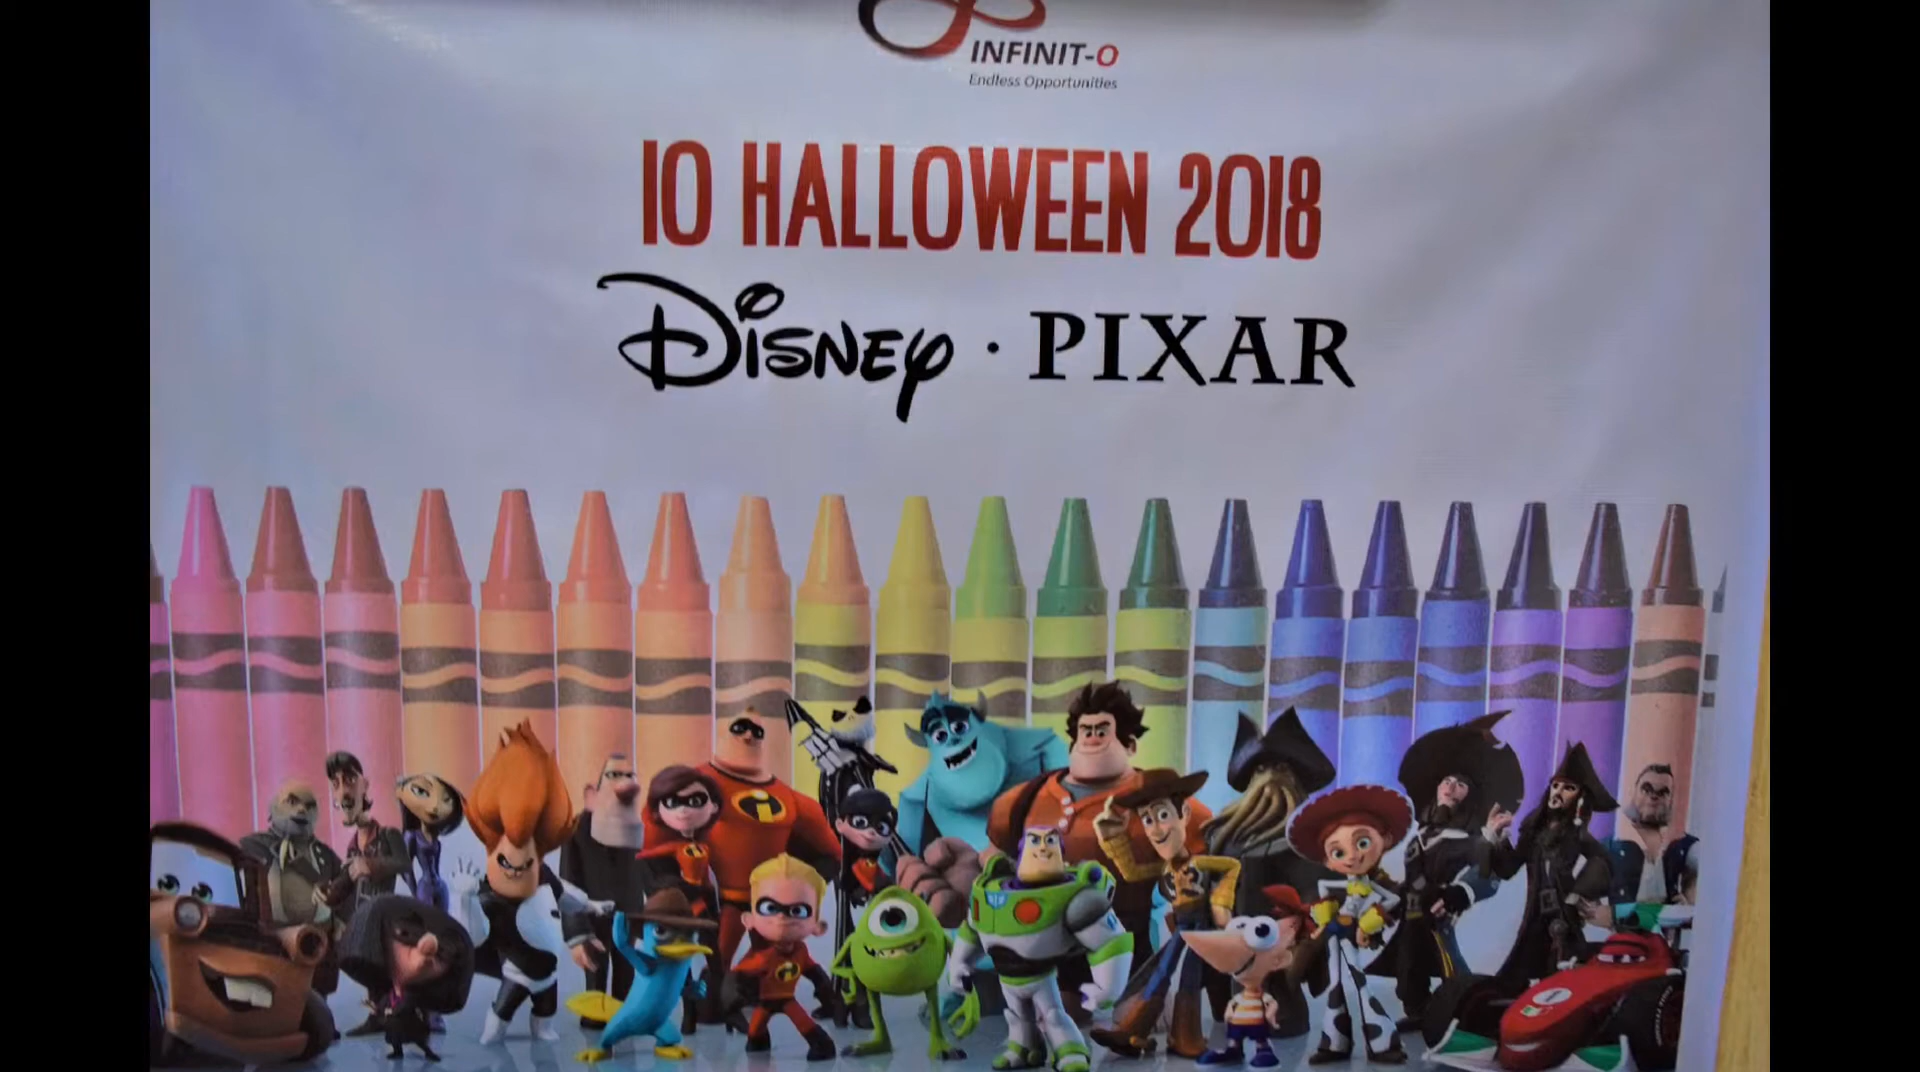 INFINIT-O
Endless Opportunities
IO HALLOWEEN 2018
DISNEY · PIXAR